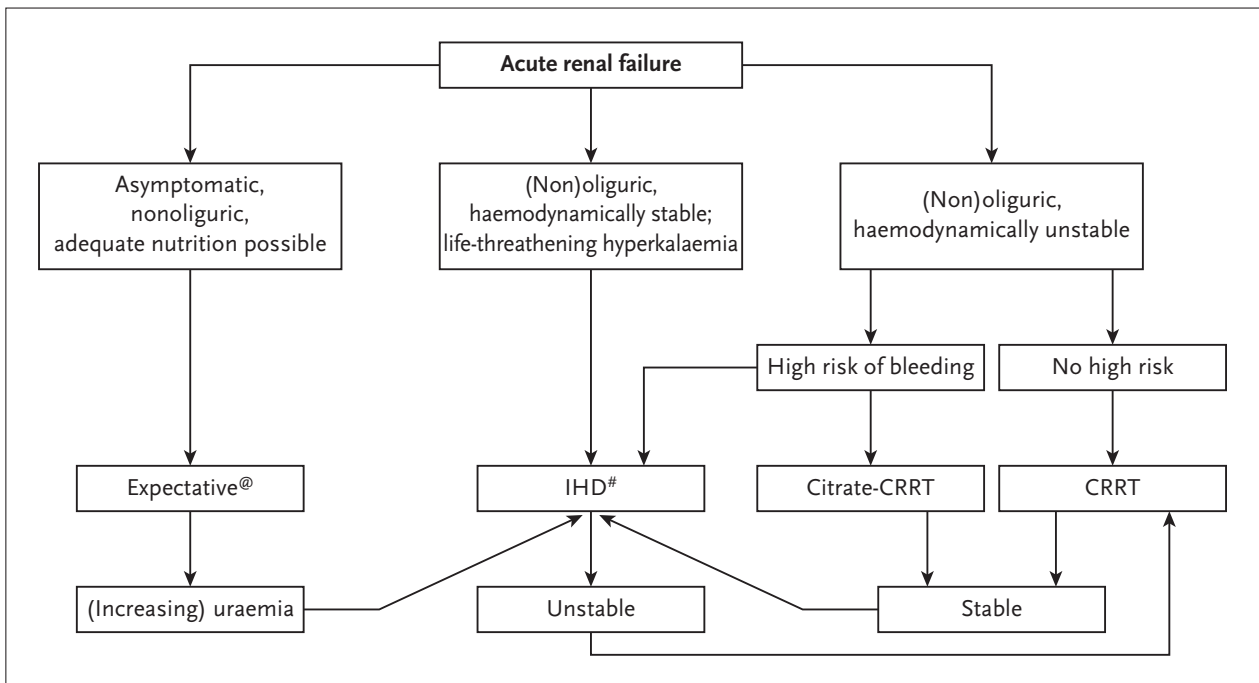 Acute renal failure
Asymptomatic,
nonoliguric,
adequate nutrition possible
(Non)oliguric,
haemodynamically stable;
life-threathening hyperkalaemia
(Non)oliguric,
haemodynamically unstable
High risk of bleeding
No high risk
Expectative@
IHD#
Citrate-CRRT
CRRT
(Increasing) uraemia
Unstable
Stable